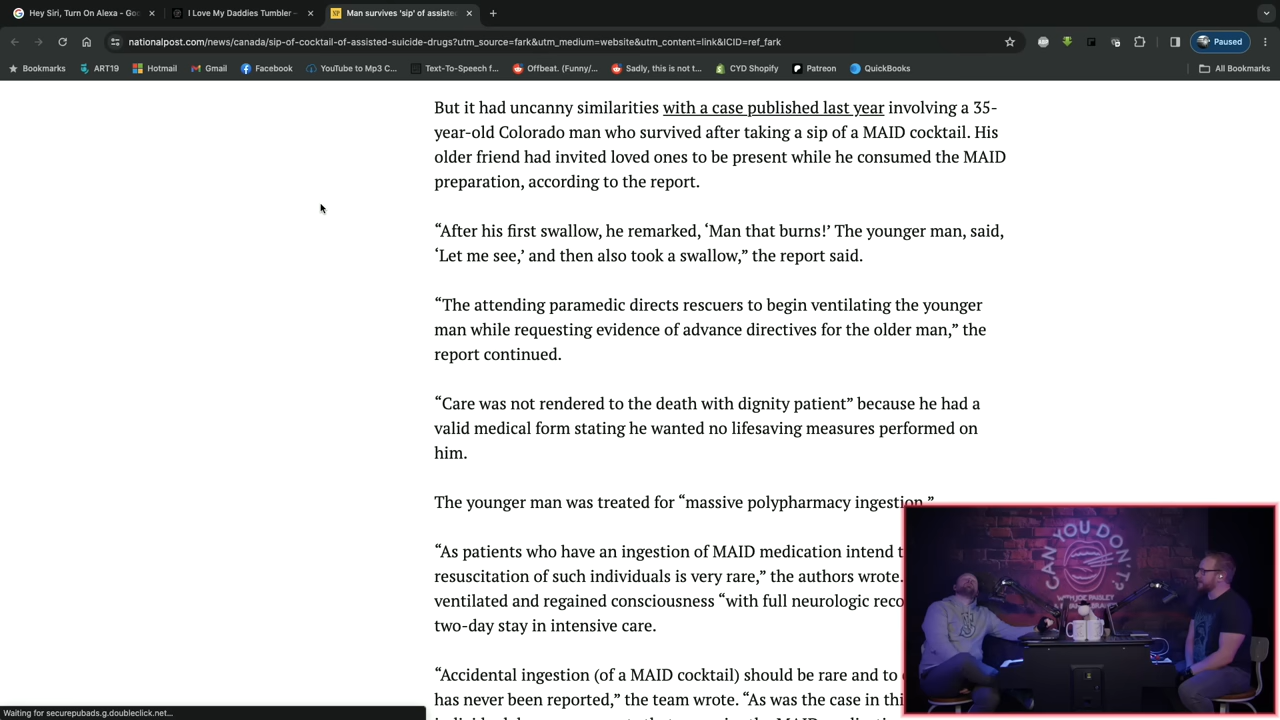 Hey Siri, Turn On Alexa - Goo
I Love My Daddies Tumbler -
Man survives 'sip' of assiste
nationalpost.com/news/canada/sip-of-cocktail-of-assisted-suicide-drugs?utm_source=fark&utm_medium=website&utm_content=link&ICID=ref_fark
Paused
Bookmarks
ART19
Hotmail
Gmail
Facebook
YouTube to Mp3 C...
Text-To-Speech f...
Offbeat. (Funny/...
Sadly, this is not t...
CYD Shopify
Patreon
QuickBooks
All Bookmarks
But it had uncanny similarities with a case published last year involving a 35-
year-old Colorado man who survived after taking a sip of a MAID cocktail. His
older friend had invited loved ones to be present while he consumed the MAID
preparation, according to the report.
“After his first swallow, he remarked, ‘Man that burns!’ The younger man, said,
‘Let me see,’ and then also took a swallow,” the report said.
“The attending paramedic directs rescuers to begin ventilating the younger
man while requesting evidence of advance directives for the older man,” the
report continued.
“Care was not rendered to the death with dignity patient” because he had a
valid medical form stating he wanted no lifesaving measures performed on
him.
The younger man was treated for “massive polypharmacy ingestion.”
“As patients who have an ingestion of MAID medication intend t
resuscitation of such individuals is very rare,” the authors wrote.
ventilated and regained consciousness “with full neurologic reco
two-day stay in intensive care.
“Accidental ingestion (of a MAID cocktail) should be rare and to
has never been reported,” the team wrote. “As was the case in thi
CAN YOU DON'T?
Waiting for securepubads.g.doubleclick.net...